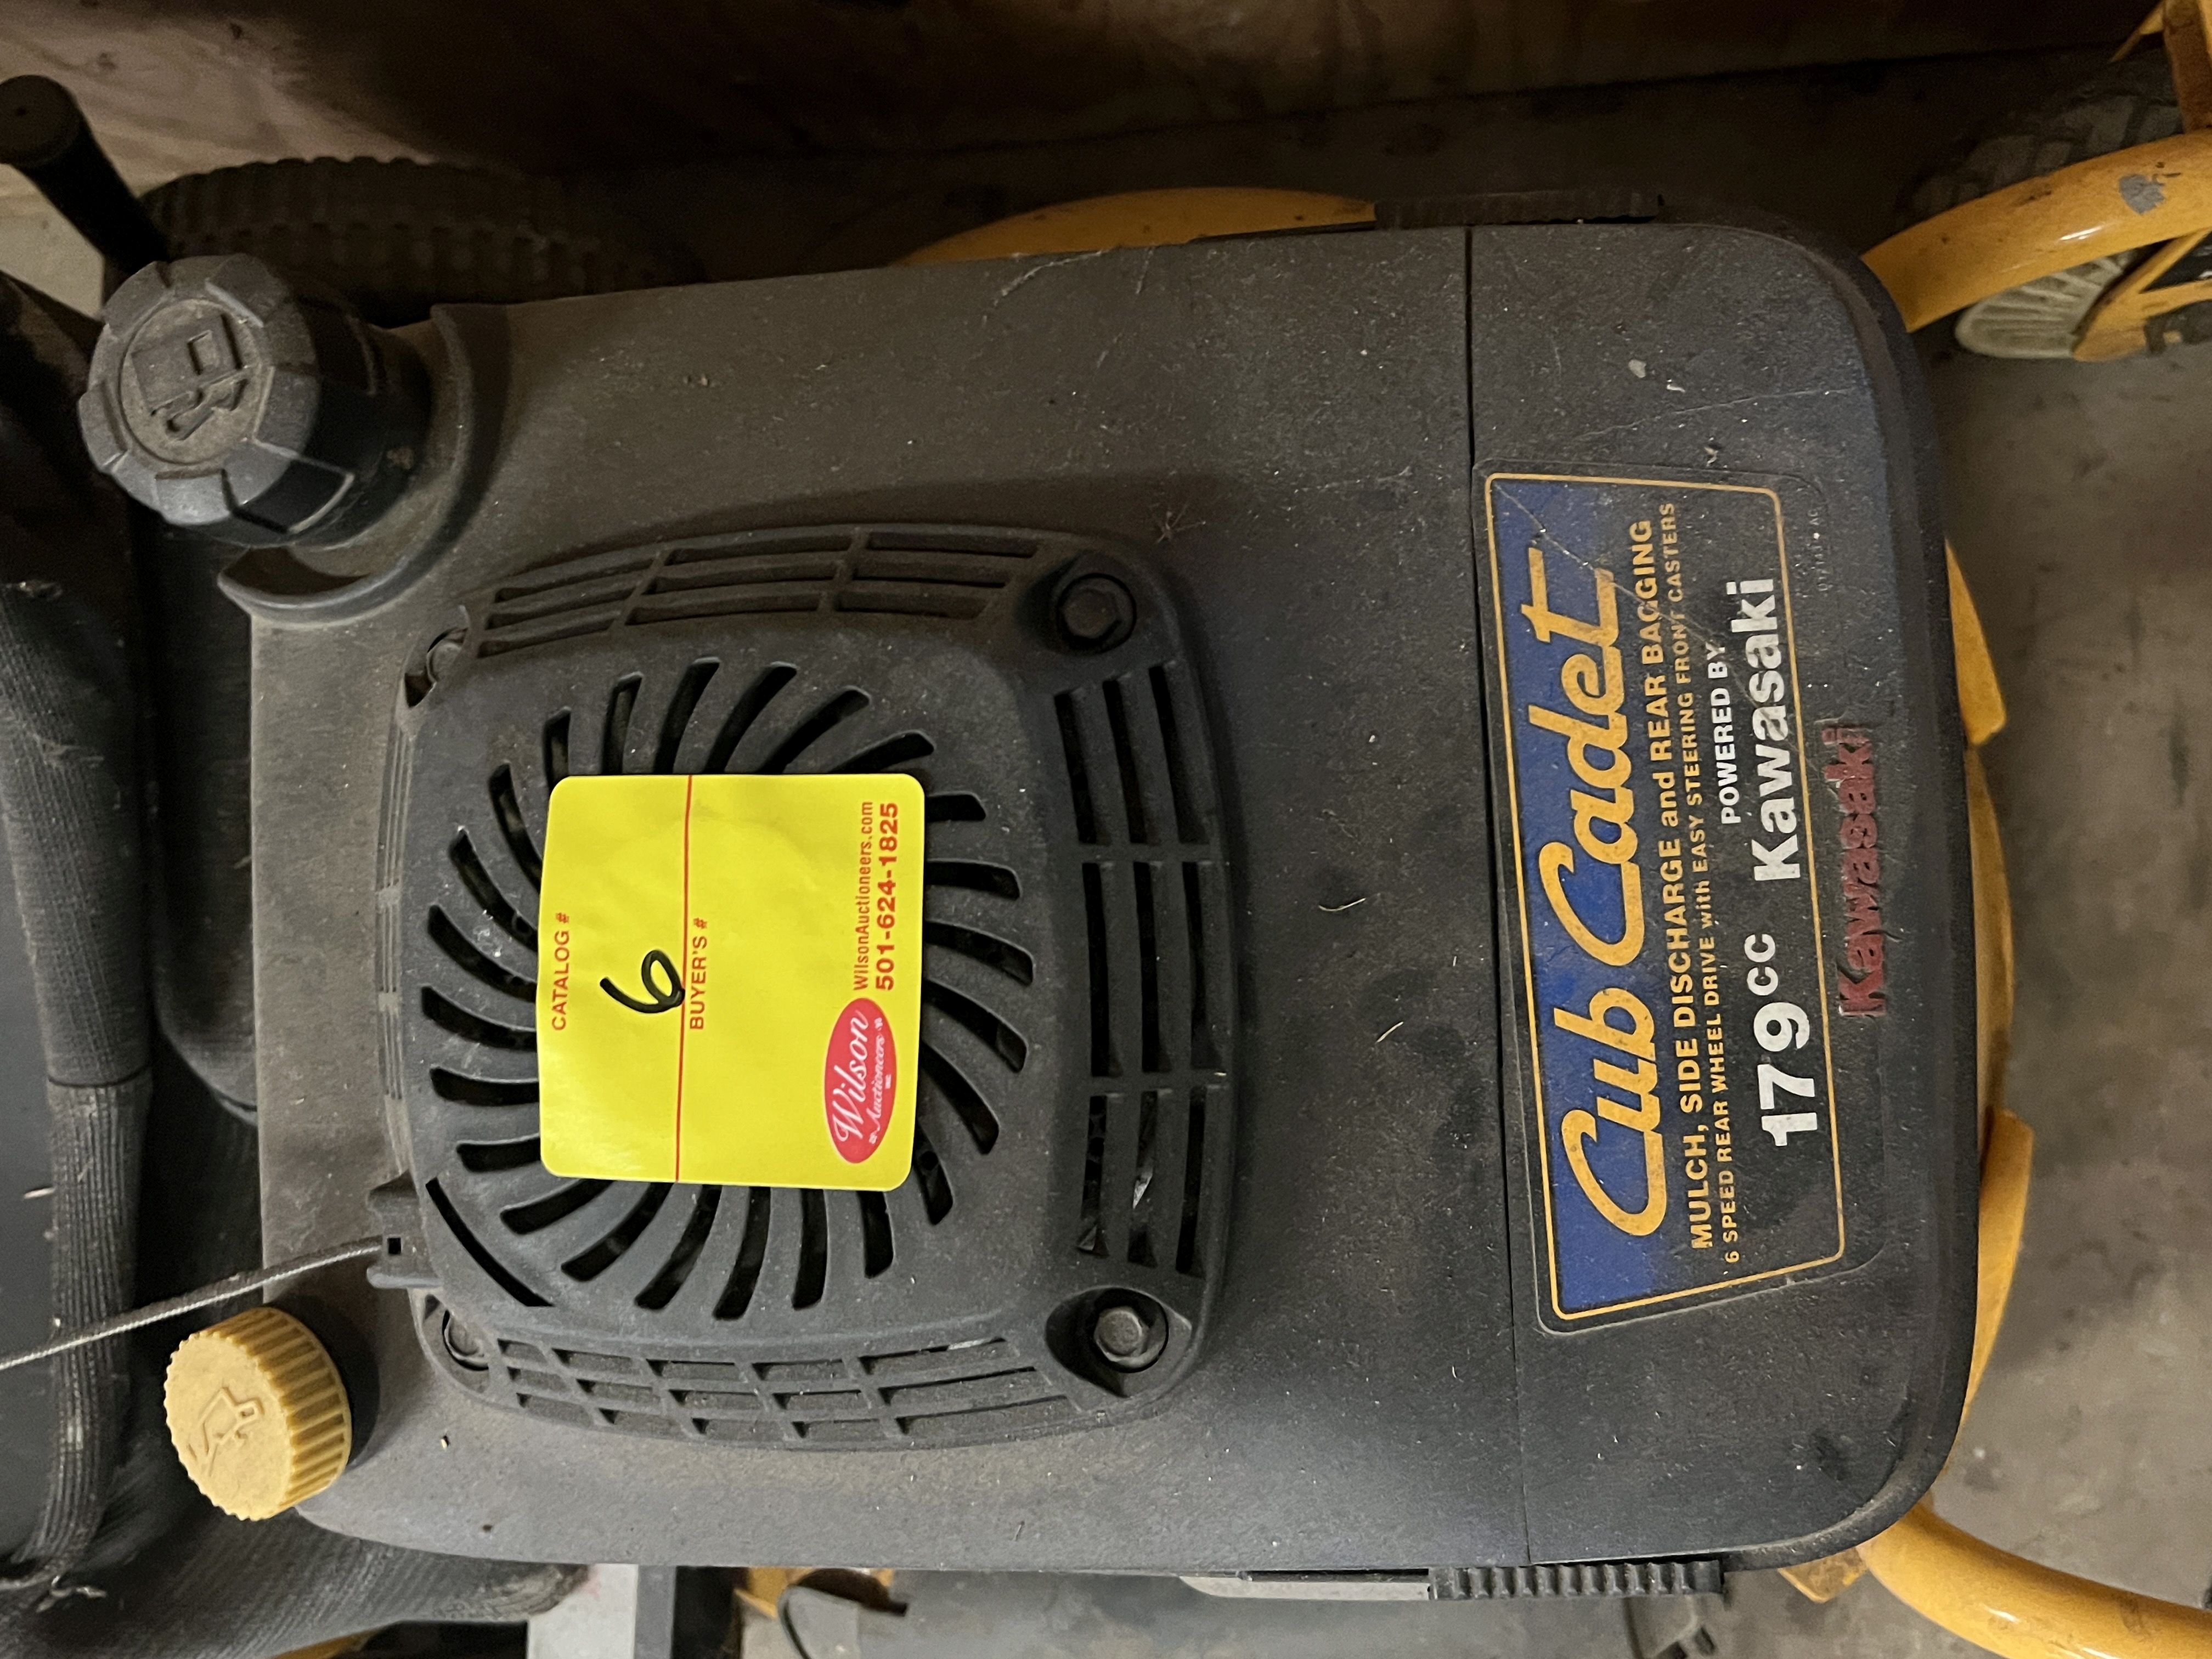 CATALOG #
6
BUYER'S #
Wilson
Auctioneers
INC.
WilsonAuctioneers.com
501-624-1825
Cub Cadet
MULCH, SIDE DISCHARGE and REAR BAGGING
6 SPEED REAR WHEEL DRIVE with EASY STEERING FRONT CASTERS
POWERED BY
179cc Kawasaki
Kawasaki